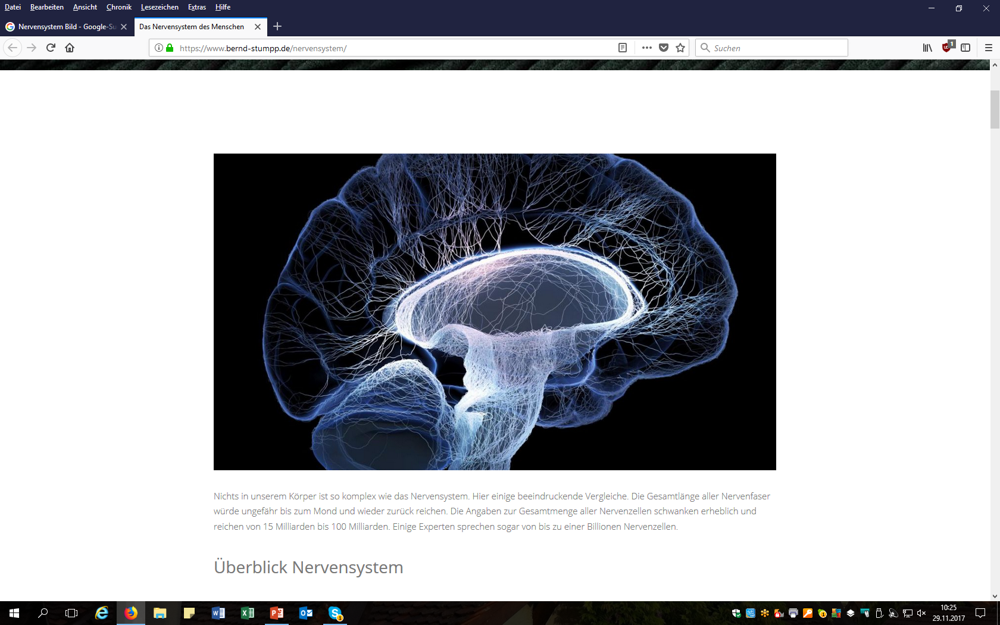 Datei Bearbeiten Ansicht Chronik Lesezeichen Extras Hilfe
Nervensystem Bild - Google-Su
Das Nervensystem des Menschen
https://www.bernd-stumpp.de/nervensystem/
Suchen
1
Nichts in unserem Körper ist so komplex wie das Nervensystem. Hier einige beeindruckende Vergleiche. Die Gesamtlänge aller Nervenfaser
würde ungefähr bis zum Mond und wieder zurück reichen. Die Angaben zur Gesamtmenge aller Nervenzellen schwanken erheblich und
reichen von 15 Milliarden bis 100 Milliarden. Einige Experten sprechen sogar von bis zu einer Billionen Nervenzellen.
Überblick Nervensystem
10:25
29.11.2017